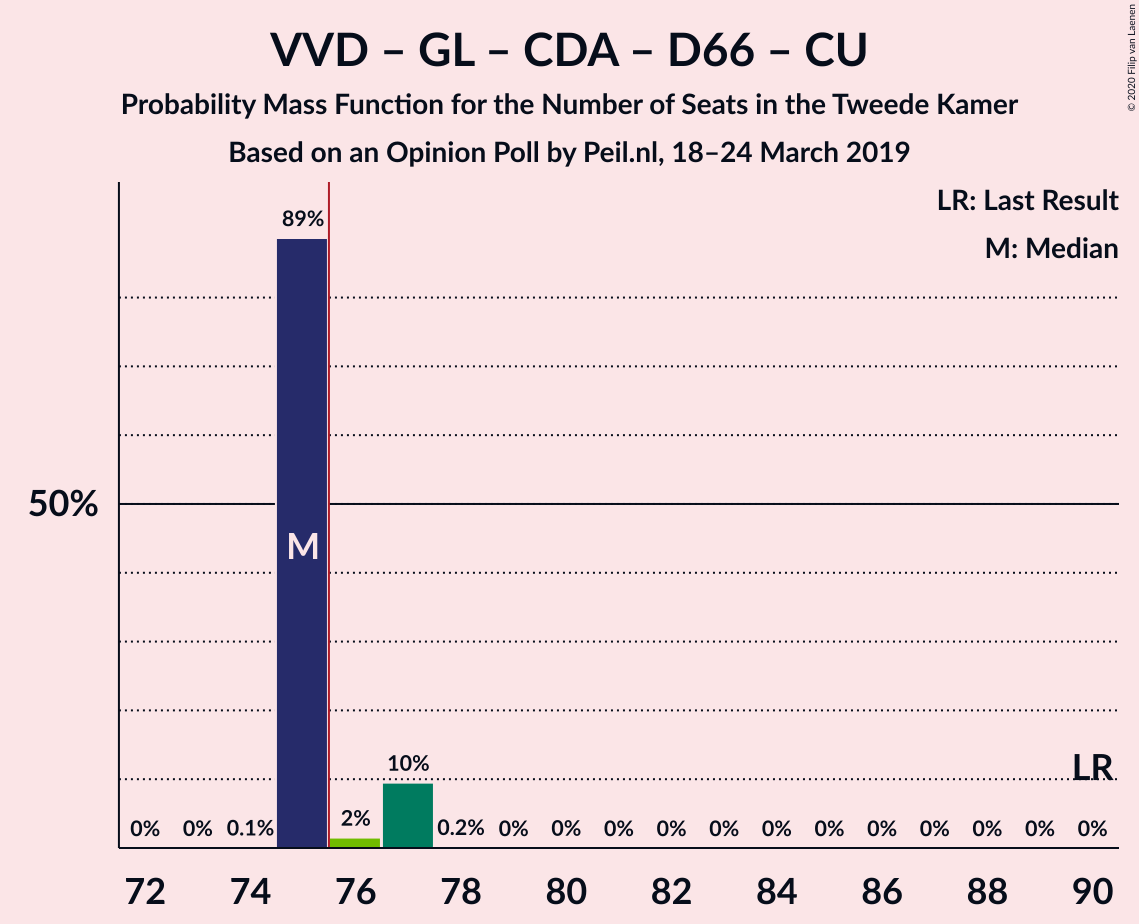 VVD – GL – CDA – D66 – CU
Probability Mass Function for the Number of Seats in the Tweede Kamer
Based on an Opinion Poll by Peil.nl, 18–24 March 2019
© 2020 Filip van Laenen
LR: Last Result
M: Median
89%
50%
M
10%
LR
0% 0% 0.1% 2% 0.2% 0% 0% 0% 0% 0% 0% 0% 0% 0% 0% 0% 0%
72 74 76 78 80 82 84 86 88 90